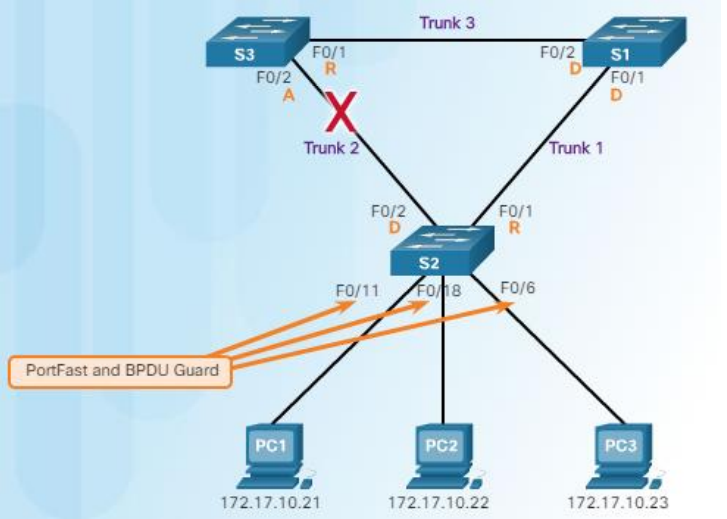 Trunk 3
S3
F0/1
F0/2
S1
R
D
F0/2
F0/1
A
D
X
Trunk 2
Trunk 1
F0/2
F0/1
D
R
S2
F0/11
F0/18
F0/6
PortFast and BPDU Guard
PC1
PC2
PC3
172.17.10.21
172.17.10.22
172.17.10.23